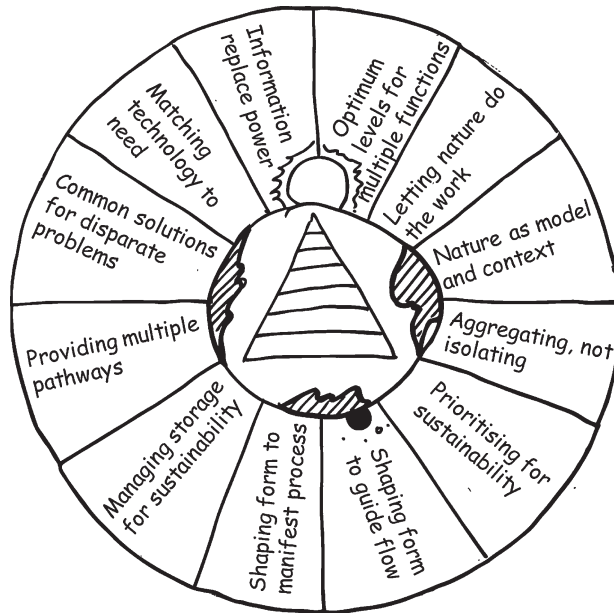 Information
replace power
Optimum
levels for
multiple functions
Letting nature do
the work
Nature as model
and context
Aggregating, not
isolating
Prioritising for
sustainability
Shaping form
to guide flow
Shaping form to
manifest process
Managing storage
for sustainability
Providing multiple
pathways
Common solutions
for disparate
problems
Matching
technology to
need